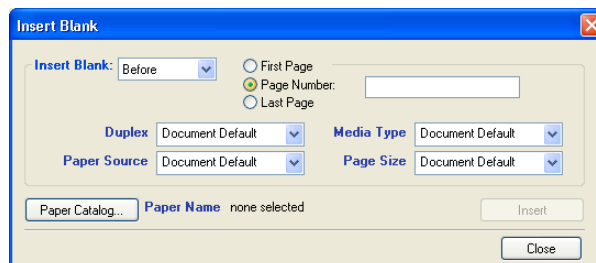 Insert Blank
Insert Blank: Before
First Page
Page Number:
Last Page
Duplex Document Default Media Type Document Default
Paper Source Document Default Page Size Document Default
Paper Catalog... Paper Name none selected Insert
Close